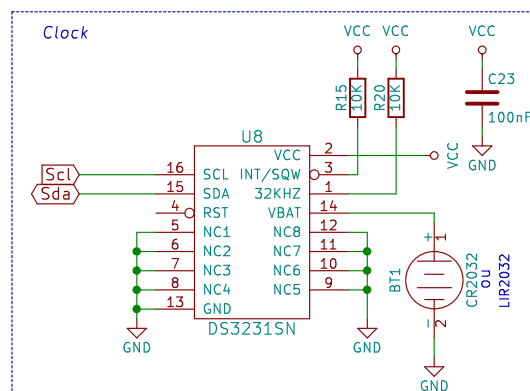 Clock
VCC VCC VCC
R15 10K R20 10K C23
100nF
GND
U8
VCC 2 VCC
Scl 16 SCL INT/SQW 3
Sda 15 SDA 32KHZ 1
4 RST VBAT 14
5 NC1 NC8 12
6 NC2 NC7 11
7 NC3 NC6 10
8 NC4 NC5 9
13 GND
DS3231SN
BT1 + 1 - 2 CR2032 ou LIR2032
GND GND
GND